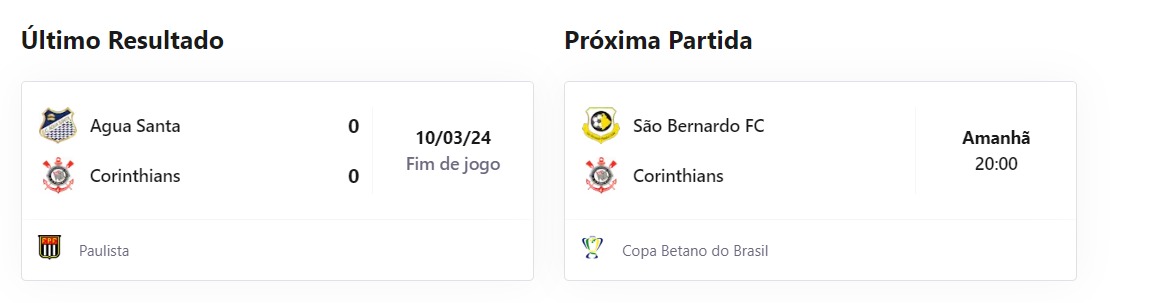 Último Resultado
Agua Santa 0
Corinthians 0
10/03/24
Fim de jogo
F.P.F.
Paulista
Próxima Partida
São Bernardo FC
Corinthians
Amanhã
20:00
Copa Betano do Brasil